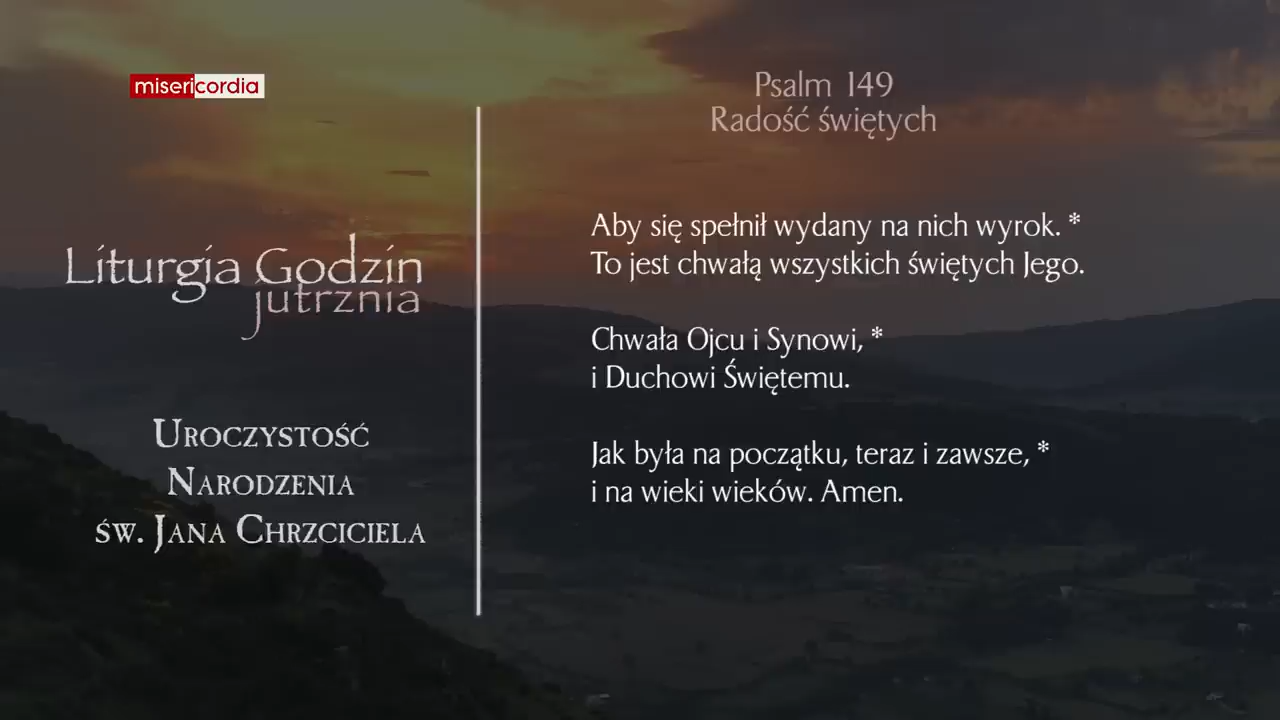 misericordia
Liturgia Godzin
jutrznia
Uroczystość
Narodzenia
św. Jana Chrzciciela
Psalm 149
Radość świętych
Aby się spełnił wydany na nich wyrok. *
To jest chwałą wszystkich świętych Jego.
Chwała Ojcu i Synowi, *
i Duchowi Świętemu.
Jak była na początku, teraz i zawsze, *
i na wieki wieków. Amen.